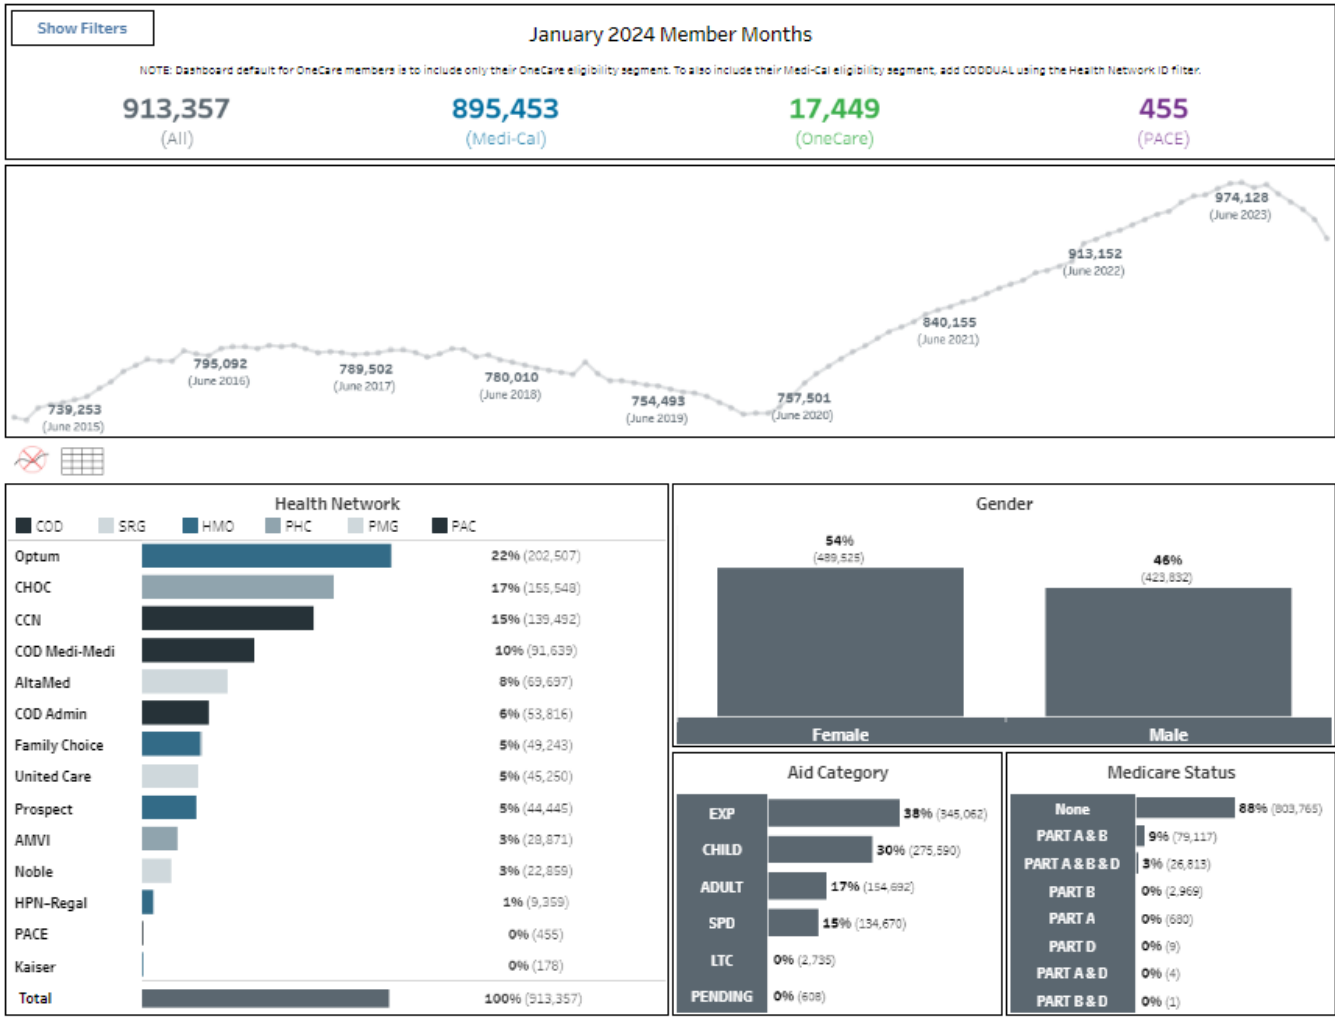 Show Filters
January 2024 Member Months
NOTE: Dashboard default for OneCare members is to include only their OneCare eligibility segment. To also include their Medi-Cal eligibility segment, add CODDUAL using the Health Network ID filter.
913,357 895,453 17,449 455
(All) (Medi-Cal) (OneCare) (PACE)
974,128
(June 2023)
913,152
(June 2022)
840,155
(June 2021)
795,092
(June 2016)
789,502
(June 2017)
780,010
(June 2018)
754,493
(June 2019)
757,501
(June 2020)
739,253
(June 2015)
Health Network
COD SRG HMO PHC PMG PAC
Optum 22% (202,507)
CHOC 17% (155,548)
CCN 15% (139,492)
COD Medi-Medi 10% (91,639)
AltaMed 8% (69,697)
COD Admin 6% (53,816)
Family Choice 5% (49,243)
United Care 5% (45,250)
Prospect 5% (44,445)
AMVI 3% (28,871)
Noble 3% (22,859)
HPN-Regal 1% (9,359)
PACE 0% (455)
Kaiser 0% (178)
Total 100% (913,357)
Gender
54%
(489,525)
46%
(423,832)
Female Male
Aid Category
EXP 38% (345,062)
CHILD 30% (275,590)
ADULT 17% (154,692)
SPD 15% (134,670)
LTC 0% (2,735)
PENDING 0% (608)
Medicare Status
None 88% (803,765)
PART A & B 9% (79,117)
PART A & B & D 3% (26,813)
PART B 0% (2,969)
PART A 0% (680)
PART D 0% (9)
PART A & D 0% (4)
PART B & D 0% (1)